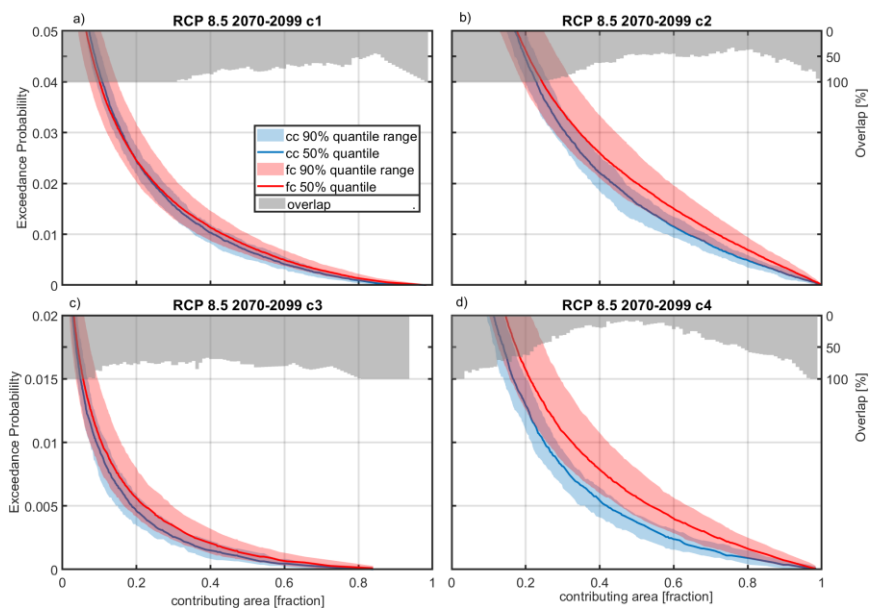 a) RCP 8.5 2070-2099 c1
b) RCP 8.5 2070-2099 c2
0.05
0.04
0.03
0.02
0.01
0
Exceedance Probability
cc 90% quantile range
cc 50% quantile
fc 90% quantile range
fc 50% quantile
overlap .
0
50
100
Overlap [%]
c) RCP 8.5 2070-2099 c3
d) RCP 8.5 2070-2099 c4
0.02
0.015
0.01
0.005
0
Exceedance Probability
0
50
100
Overlap [%]
0 0.2 0.4 0.6 0.8 1
contributing area [fraction]
0.2 0.4 0.6 0.8 1
contributing area [fraction]